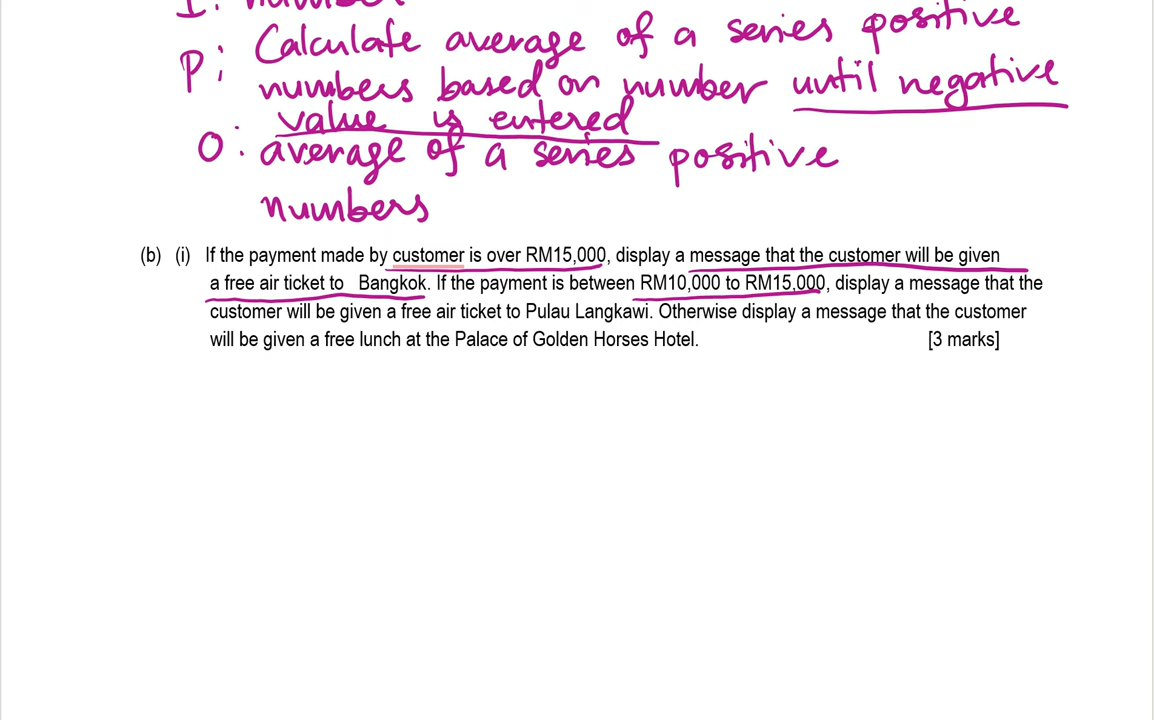 P: Calculate average of a series positive
numbers based on number until negative
value is entered
O: average of a series positive
numbers
(b) (i) If the payment made by customer is over RM15,000, display a message that the customer will be given
a free air ticket to Bangkok. If the payment is between RM10,000 to RM15,000, display a message that the
customer will be given a free air ticket to Pulau Langkawi. Otherwise display a message that the customer
will be given a free lunch at the Palace of Golden Horses Hotel. [3 marks]